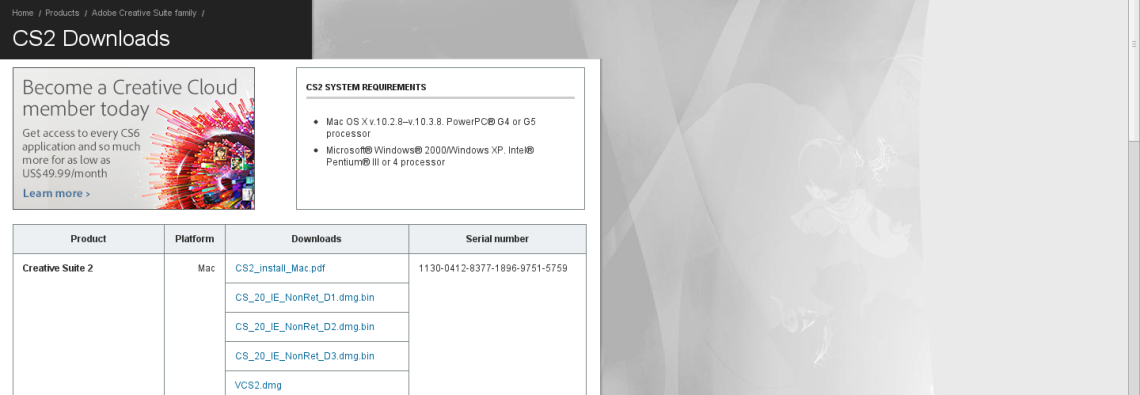 Home / Products / Adobe Creative Suite family /
CS2 Downloads
Become a Creative Cloud
member today
Get access to every CS6
application and so much
more for as low as
US$49.99/month
Learn more ›
CS2 SYSTEM REQUIREMENTS
• Mac OS X v.10.2.8–v.10.3.8. PowerPC® G4 or G5
processor
• Microsoft® Windows® 2000/Windows XP. Intel®
Pentium® III or 4 processor
Product Platform Downloads Serial number
Creative Suite 2 Mac CS2_install_Mac.pdf 1130-0412-8377-1896-9751-5759
CS_20_IE_NonRet_D1.dmg.bin
CS_20_IE_NonRet_D2.dmg.bin
CS_20_IE_NonRet_D3.dmg.bin
VCS2.dmg